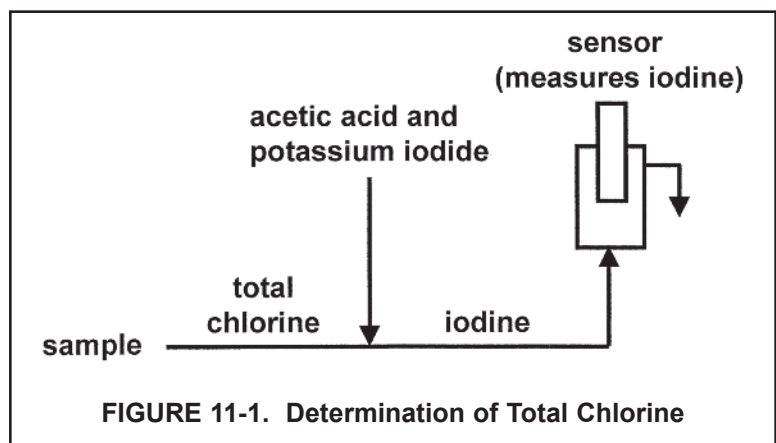 sensor
(measures iodine)
acetic acid and
potassium iodide
total
chlorine
iodine
sample
FIGURE 11-1. Determination of Total Chlorine